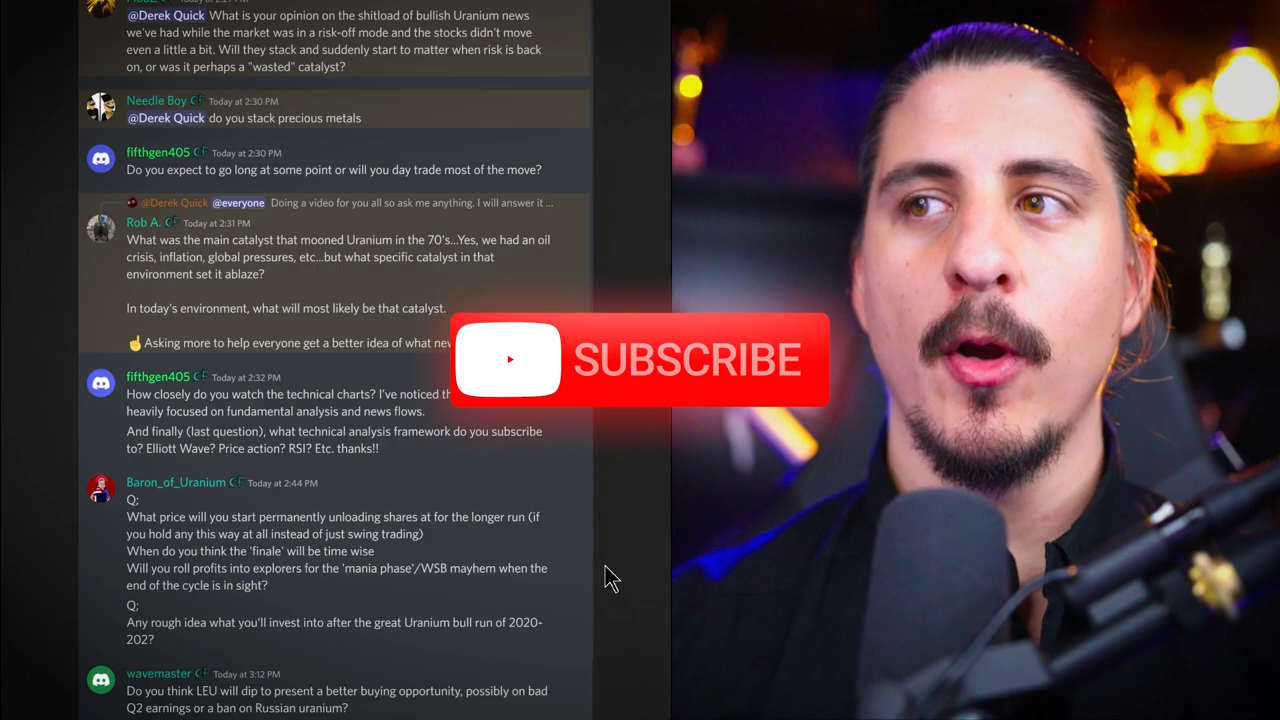 Today at 2:27 PM
@Derek Quick What is your opinion on the shitload of bullish Uranium news
we've had while the market was in a risk-off mode and the stocks didn't move
even a little a bit. Will they stack and suddenly start to matter when risk is back
on, or was it perhaps a "wasted" catalyst?
Needle Boy CF Today at 2:30 PM
@Derek Quick do you stack precious metals
fifthgen405 CF Today at 2:30 PM
Do you expect to go long at some point or will you day trade most of the move?
@Derek Quick @everyone Doing a video for you all so ask me anything. I will answer it ...
Rob A. CF Today at 2:31 PM
What was the main catalyst that mooned Uranium in the 70's...Yes, we had an oil
crisis, inflation, global pressures, etc...but what specific catalyst in that
environment set it ablaze?
In today's environment, what will most likely be that catalyst.
☝Asking more to help everyone get a better idea of what
SUBSCRIBE
fifthgen405 CF Today at 2:32 PM
How closely do you watch the technical charts? I've noticed
heavily focused on fundamental analysis and news flows.
And finally (last question), what technical analysis framework do you subscribe
to? Elliott Wave? Price action? RSI? Etc. thanks!!
Baron_of_Uranium CF Today at 2:44 PM
Q;
What price will you start permanently unloading shares at for the longer run (if
you hold any this way at all instead of just swing trading)
When do you think the 'finale' will be time wise
Will you roll profits into explorers for the 'mania phase'/WSB mayhem when the
end of the cycle is in sight?
Q;
Any rough idea what you'll invest into after the great Uranium bull run of 2020-
202?
wavemaster CF Today at 3:12 PM
Do you think LEU will dip to present a better buying opportunity, possibly on bad
Q2 earnings or a ban on Russian uranium?